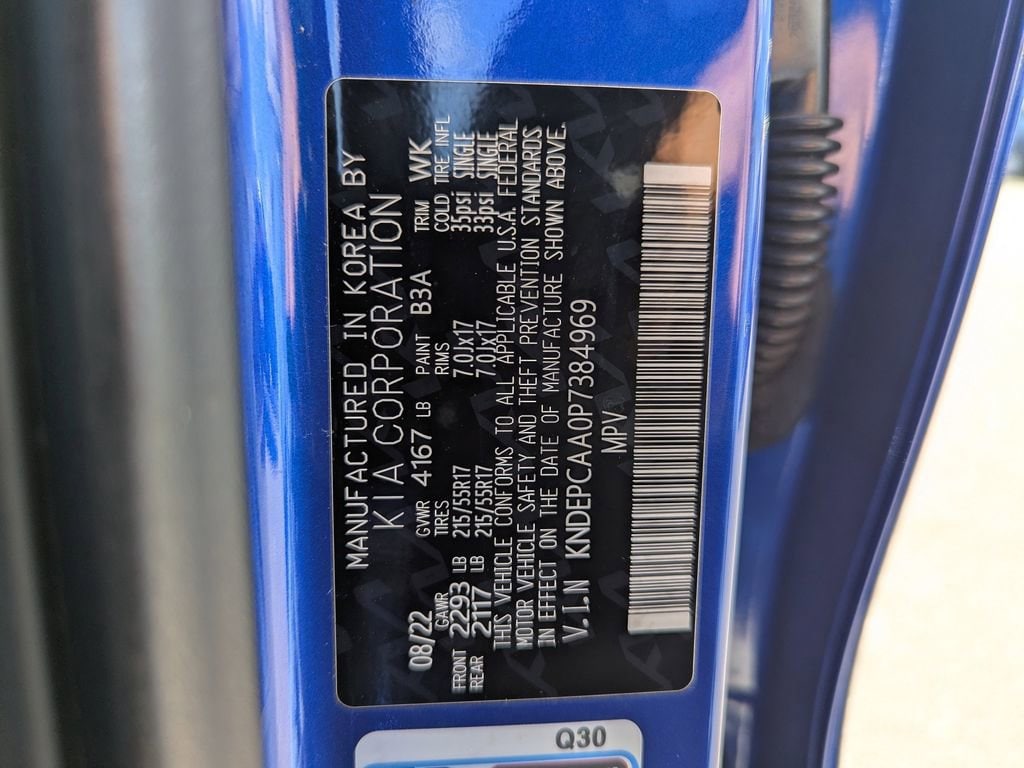 MANUFACTURED IN KOREA BY
KIA CORPORATION
08/22 GVWR 4167 LB PAINT B3A TRIM WK
GAWR TIRES RIMS COLD TIRE INFL
FRONT 2293 LB 215/55R17 7.0Jx17 35psi SINGLE
REAR 2117 LB 215/55R17 7.0Jx17 33psi SINGLE
THIS VEHICLE CONFORMS TO ALL APPLICABLE U.S.A. FEDERAL
MOTOR VEHICLE SAFETY AND THEFT PREVENTION STANDARDS
IN EFFECT ON THE DATE OF MANUFACTURE SHOWN ABOVE.
V.I.N KNDEPCAA0P7384969
MPV
Q30